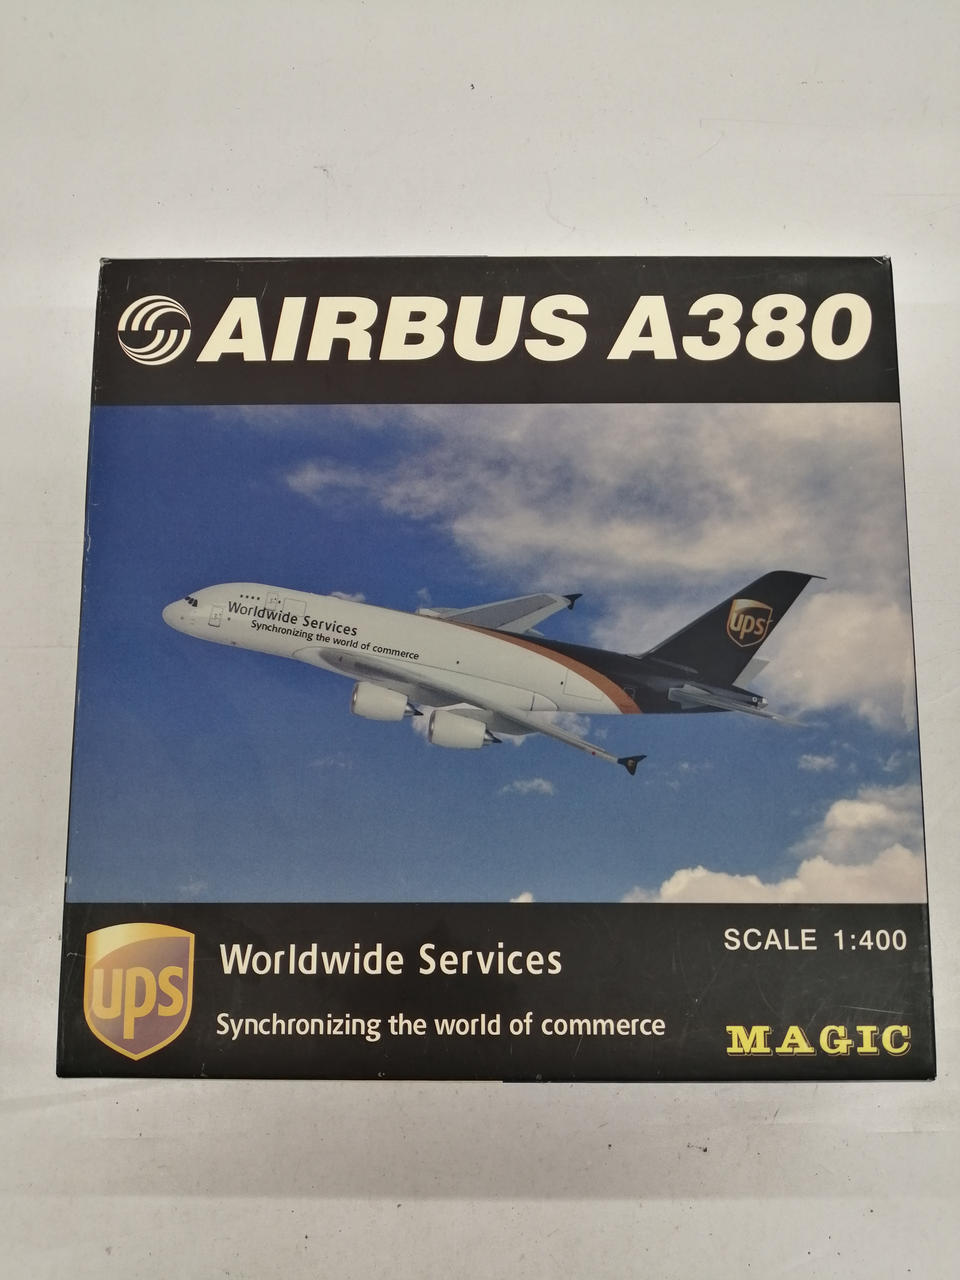 AIRBUS A380
Worldwide Services
Synchronizing the world of commerce
ups
ups
Worldwide Services
Synchronizing the world of commerce
SCALE 1:400
MAGIC